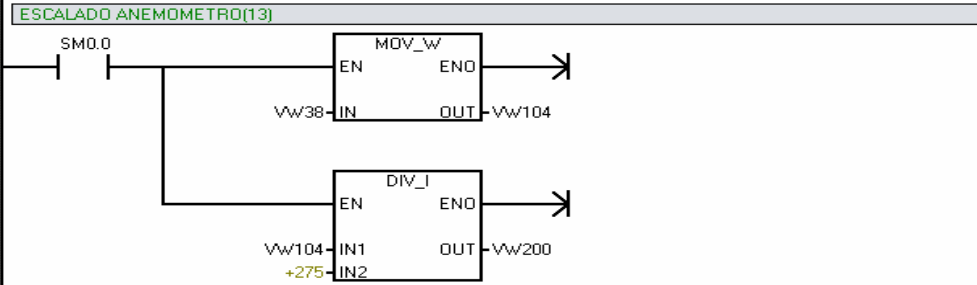 ESCALADO ANEMOMETRO(13)
SM0.0
MOV_W
EN ENO
VW38 IN OUT VW104
DIV_I
EN ENO
VW104 IN1 OUT VW200
+275 IN2